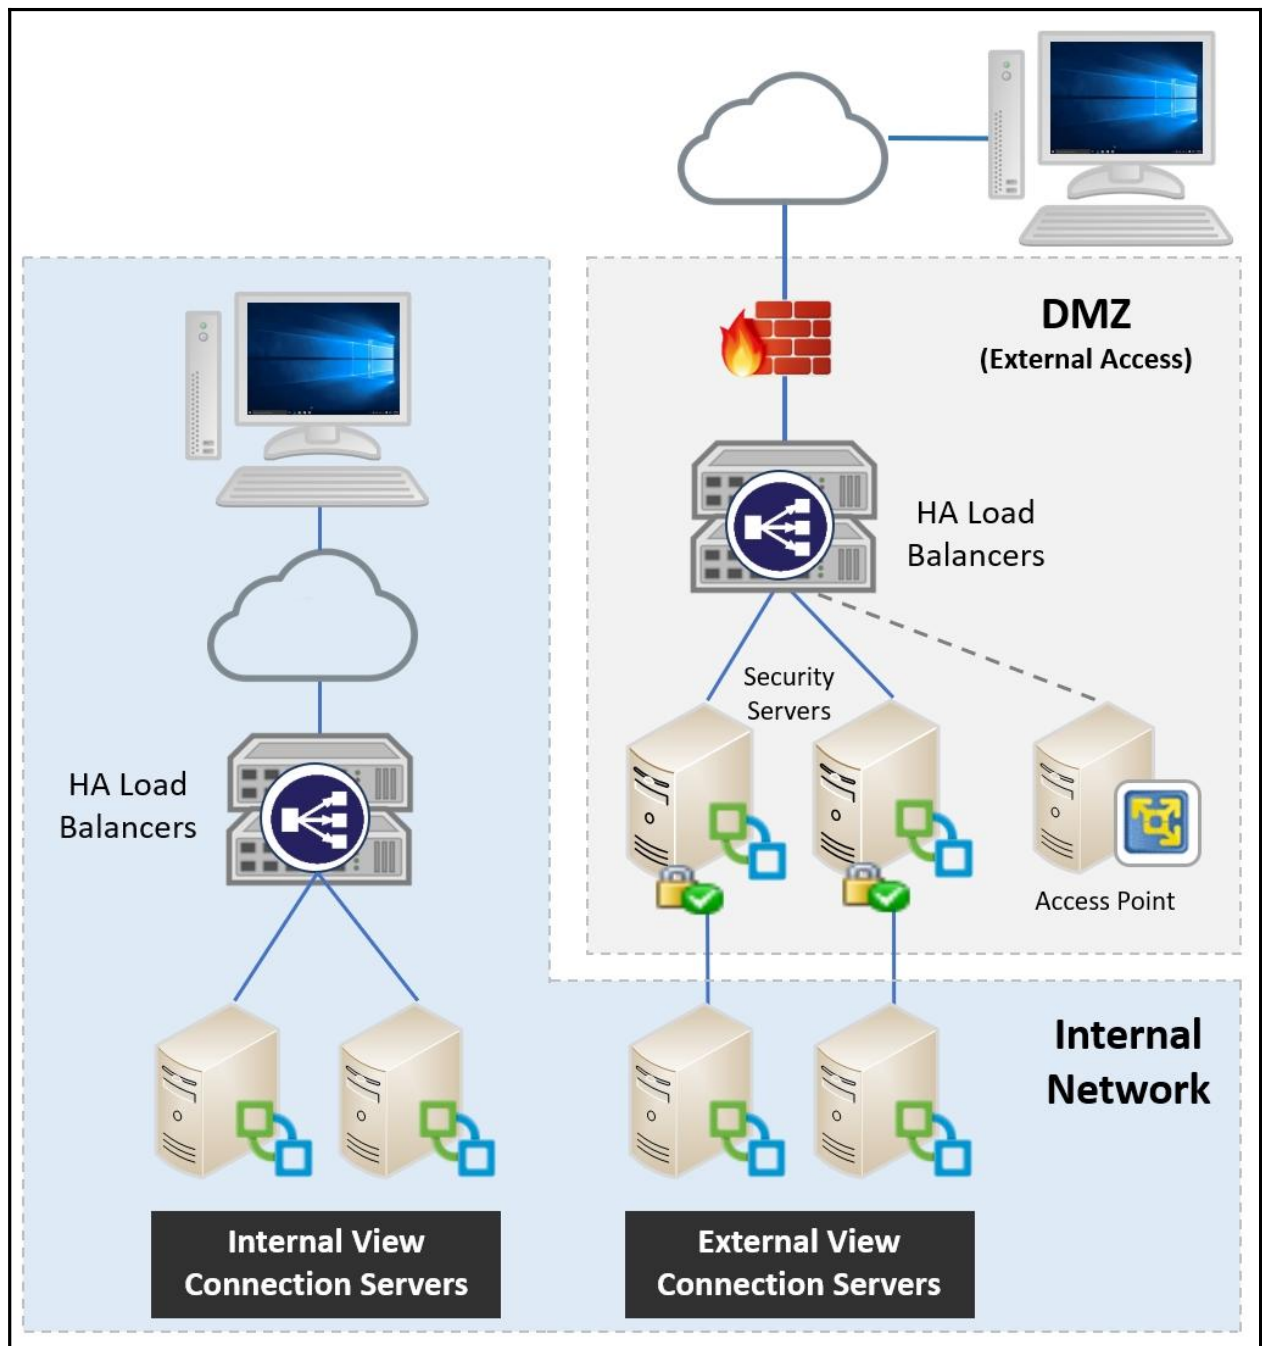 DMZ
(External Access)
HA Load
Balancers
Security
Servers
HA Load
Balancers
Access Point
Internal
Network
Internal View
Connection Servers
External View
Connection Servers